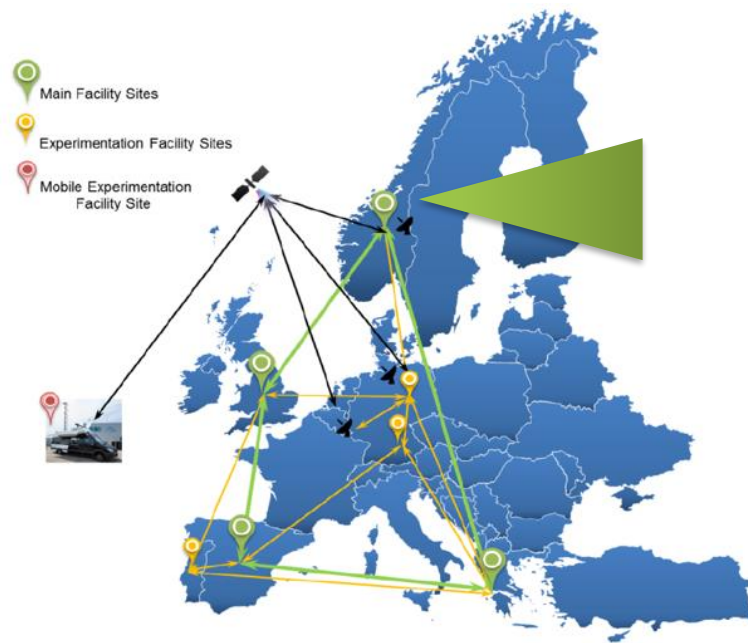 Main Facility Sites
Experimentation Facility Sites
Mobile Experimentation
Facility Site